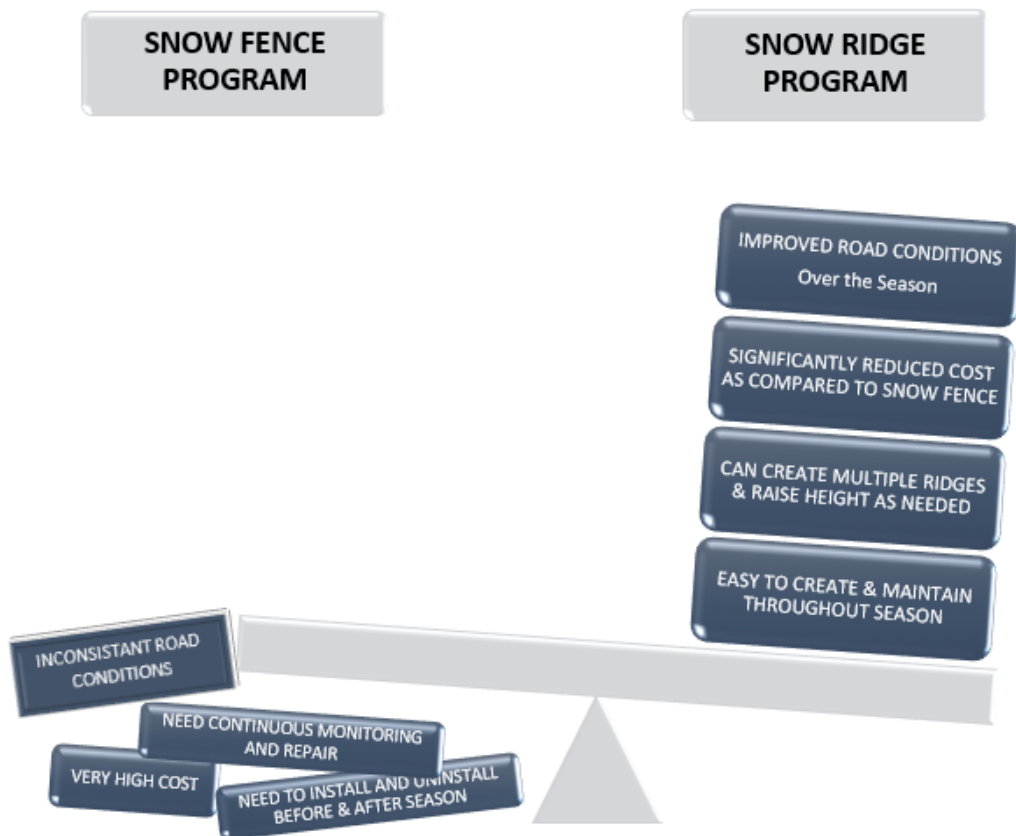 SNOW FENCE
PROGRAM
SNOW RIDGE
PROGRAM
IMPROVED ROAD CONDITIONS
Over the Season
SIGNIFICANTLY REDUCED COST
AS COMPARED TO SNOW FENCE
CAN CREATE MULTIPLE RIDGES
& RAISE HEIGHT AS NEEDED
EASY TO CREATE & MAINTAIN
THROUGHOUT SEASON
INCONSISTANT ROAD
CONDITIONS
NEED CONTINUOUS MONITORING
AND REPAIR
VERY HIGH COST
NEED TO INSTALL AND UNINSTALL
BEFORE & AFTER SEASON